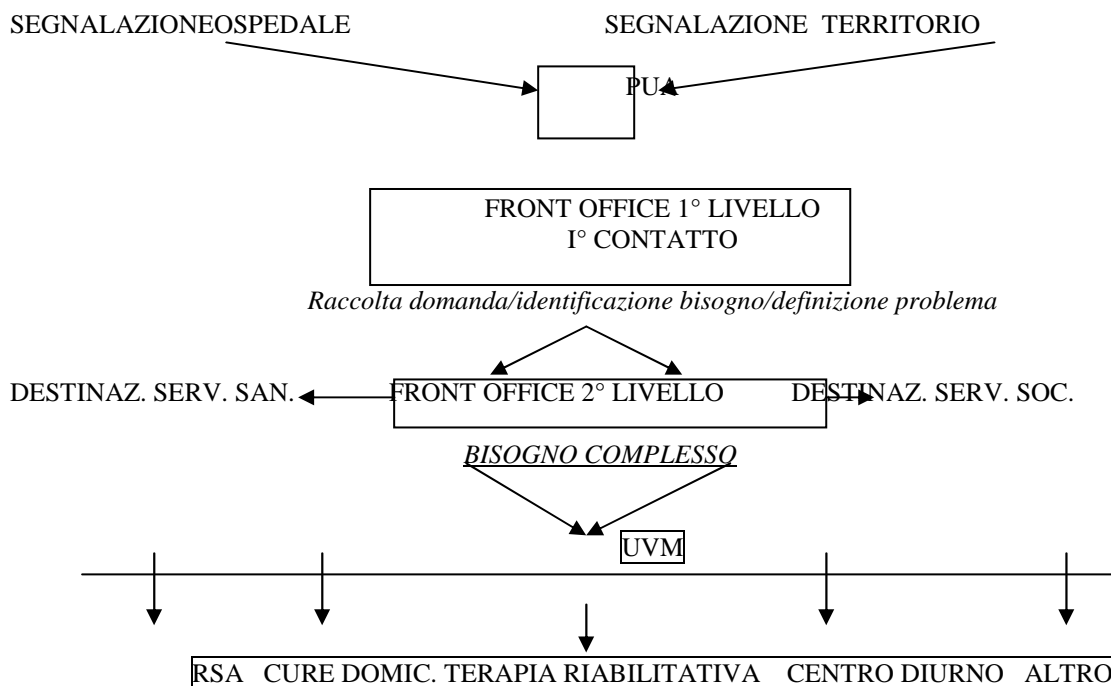 SEGNALAZIONEOSPEDALE SEGNALAZIONE TERRITORIO
PUA
FRONT OFFICE 1° LIVELLO
I° CONTATTO
Raccolta domanda/identificazione bisogno/definizione problema
DESTINAZ. SERV. SAN. FRONT OFFICE 2° LIVELLO DESTINAZ. SERV. SOC.
BISOGNO COMPLESSO
UVM
RSA CURE DOMIC. TERAPIA RIABILITATIVA CENTRO DIURNO ALTRO